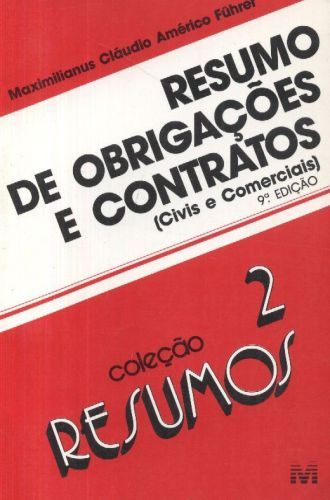 Maximilianus Cláudio Américo Führer
RESUMO
DE OBRIGAÇÕES
E CONTRATOS
(Civis e Comerciais)
9ª EDIÇÃO
2
coleção
RESUMOS
M